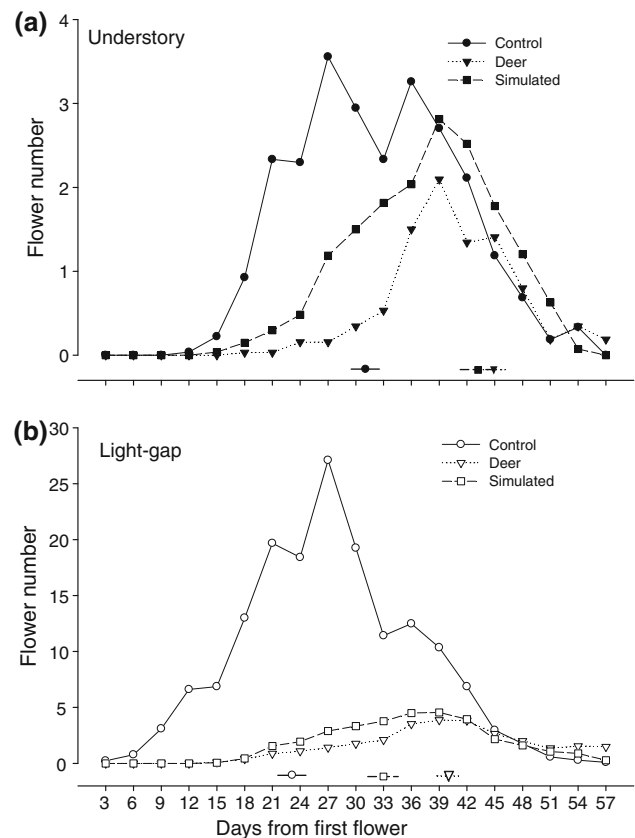 (a)
Understory
Control
Deer
Simulated
4
3
2
1
0
Flower number
(b)
Light-gap
Control
Deer
Simulated
30
25
20
15
10
5
0
Flower number
3 6 9 12 15 18 21 24 27 30 33 36 39 42 45 48 51 54 57
Days from first flower